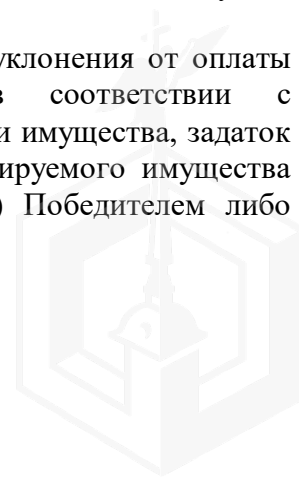 уклонения от оплаты
в соответствии с
и имущества, задаток
ируемого имущества
) Победителем либо